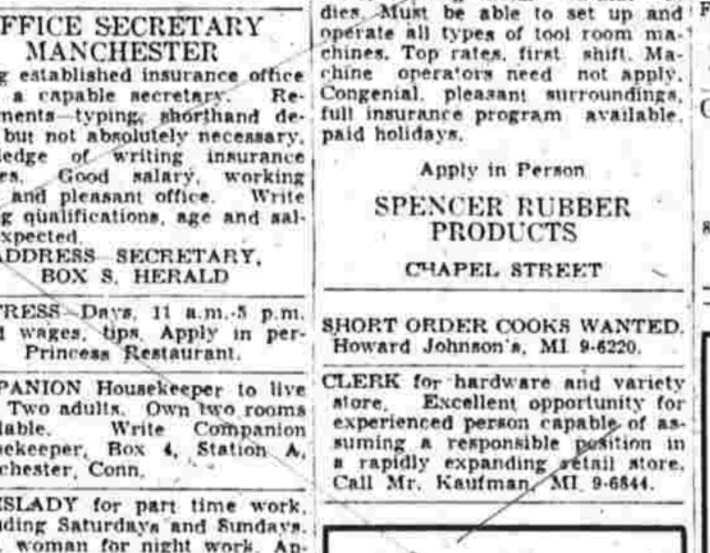 FFICE SECRETARY
MANCHESTER
g established insurance office
a capable secretary. Re-
ments—typing, shorthand de-
but not absolutely necessary.
ledge of writing insurance
es. Good salary, working
and pleasant office. Write
g qualifications, age and sal-
xpected.
ADDRESS SECRETARY,
BOX S, HERALD
TRESS—Days, 11 a.m.-5 p.m.
wages, tips. Apply in per-
Princess Restaurant.
PANION Housekeeper to live
Two adults. Own two rooms
lable. Write Companion
ekeeper, Box 4, Station A,
chester, Conn.
ESLADY for part time work,
uding Saturdays and Sundays.
woman for night work. Ap-
dies. Must be able to set up and
operate all types of tool room ma-
chines. Top rates, first shift. Ma-
chine operators need not apply.
Congenial, pleasant surroundings,
full insurance program available,
paid holidays.
Apply in Person
SPENCER RUBBER
PRODUCTS
CHAPEL STREET
SHORT ORDER COOKS WANTED.
Howard Johnson's, MI 9-6220.
CLERK for hardware and variety
store. Excellent opportunity for
experienced person capable of as-
suming a responsible position in
a rapidly expanding retail store.
Call Mr. Kaufman, MI 9-6844.